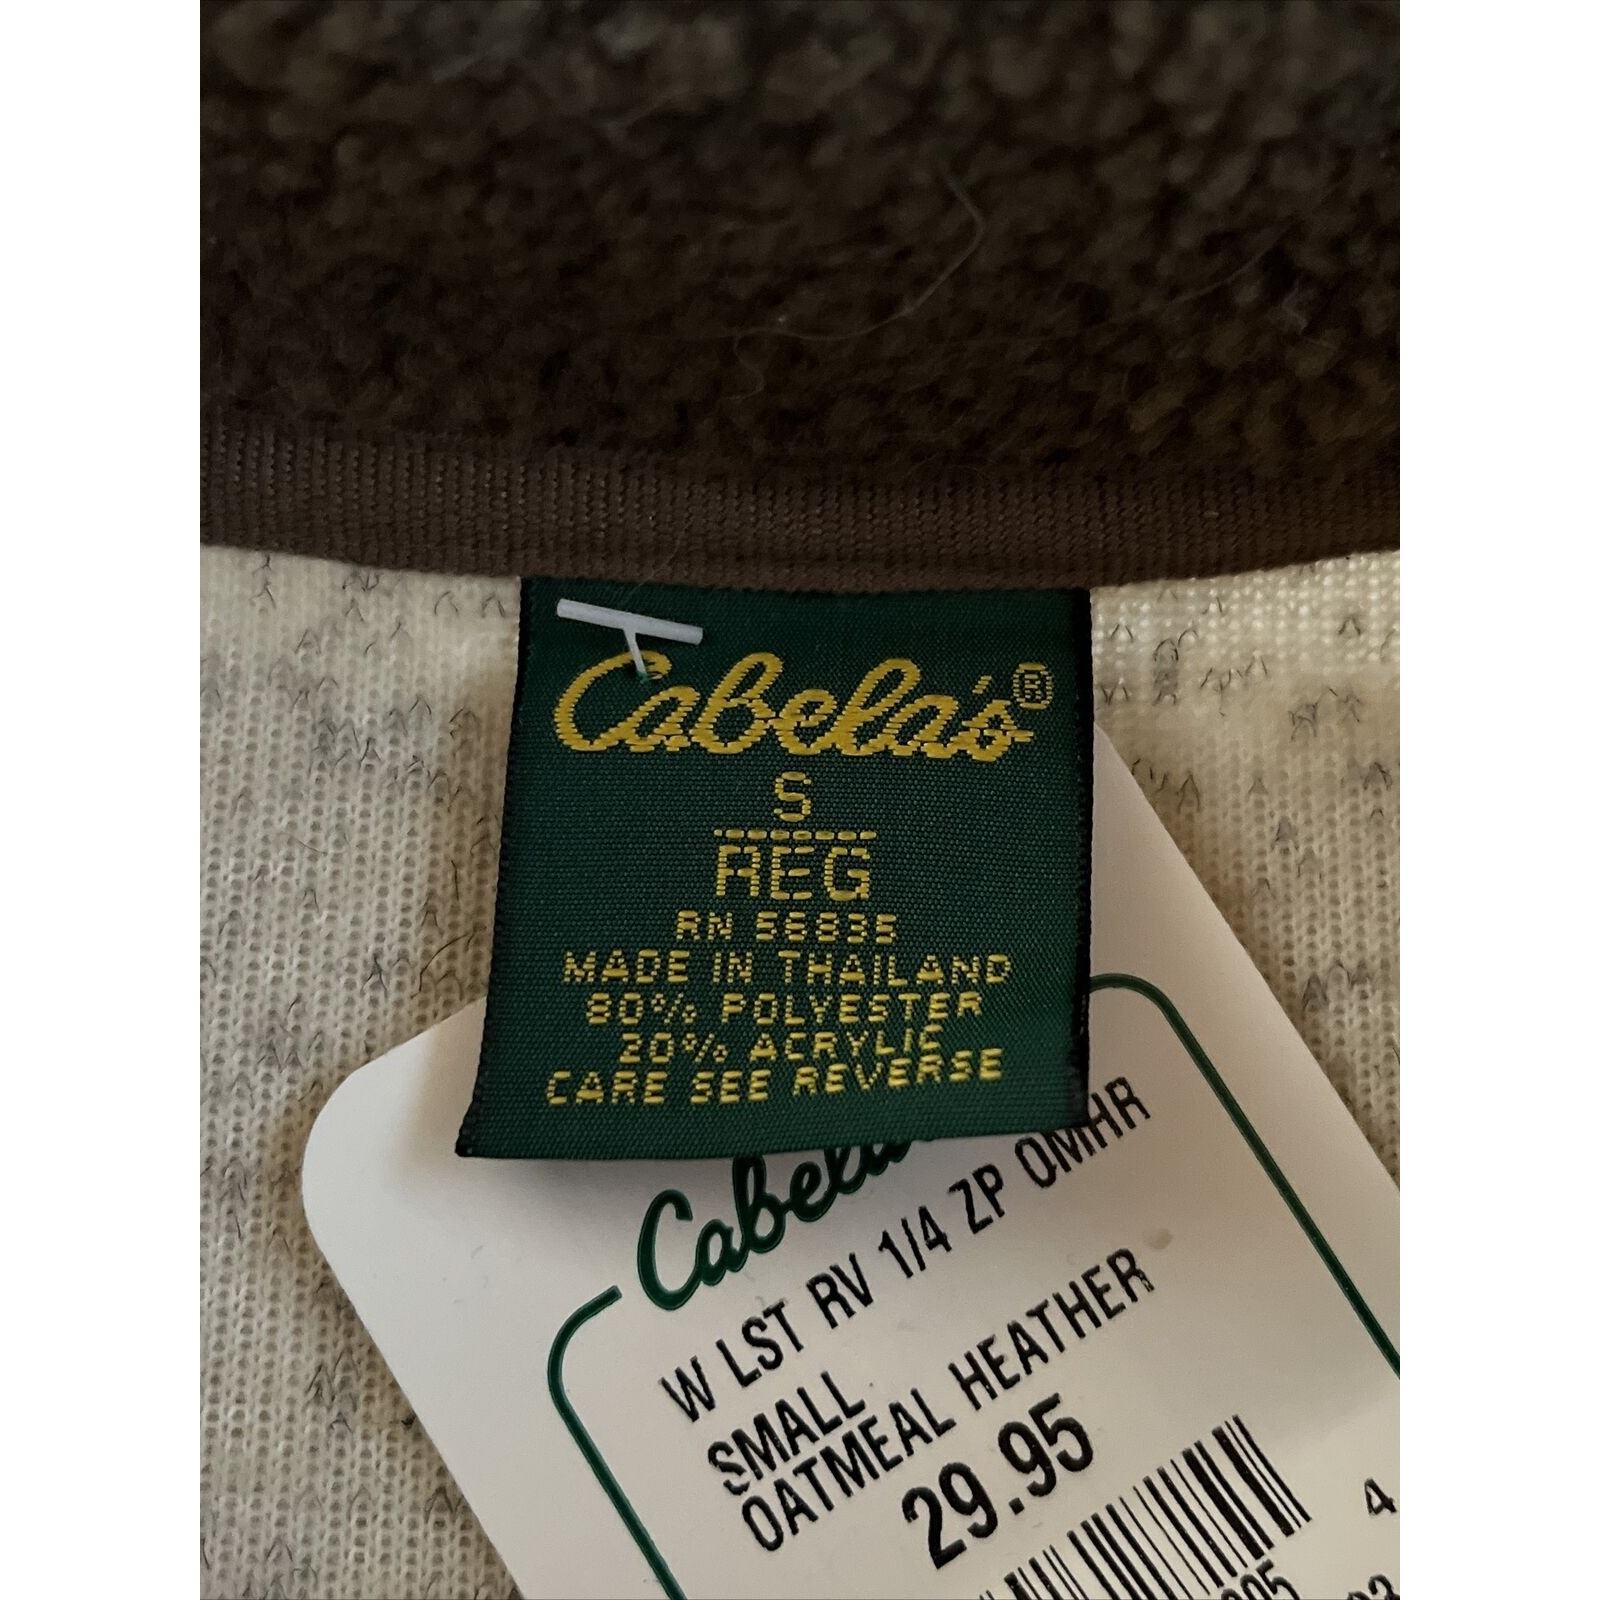 Cabela's®
S
REG
RN 56835
MADE IN THAILAND
80% POLYESTER
20% ACRYLIC
CARE SEE REVERSE
Cabela's
W LST RV 1/4 ZP OMHR
SMALL
OATMEAL HEATHER
29.95
4